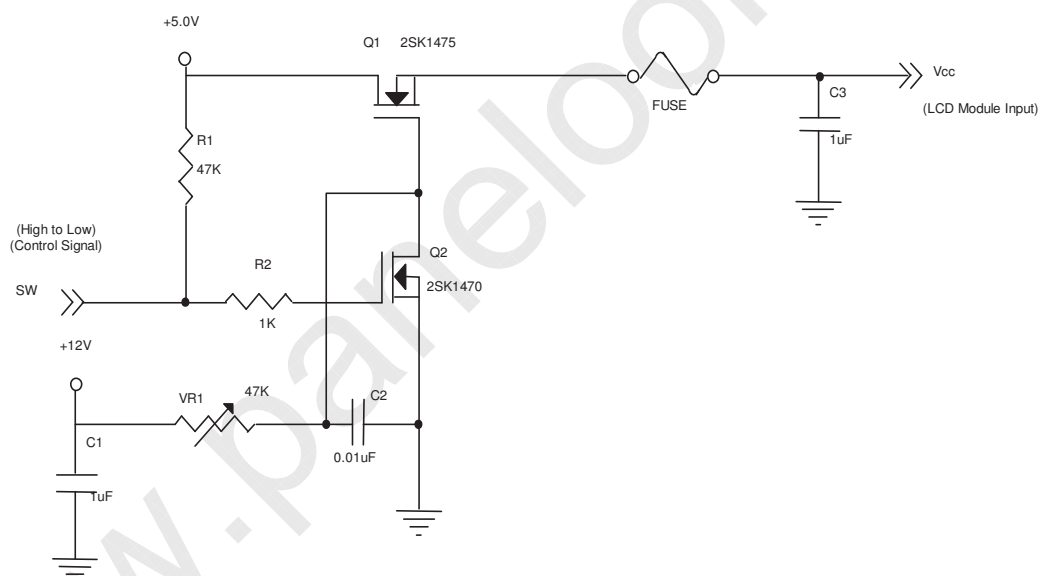 +5.0V
Q1 2SK1475
Vcc
C3
FUSE
(LCD Module Input)
R1
1uF
47K
(High to Low)
(Control Signal)
Q2
R2
SW
2SK1470
1K
+12V
47K
VR1
C2
C1
0.01uF
1uF
w.paneloo